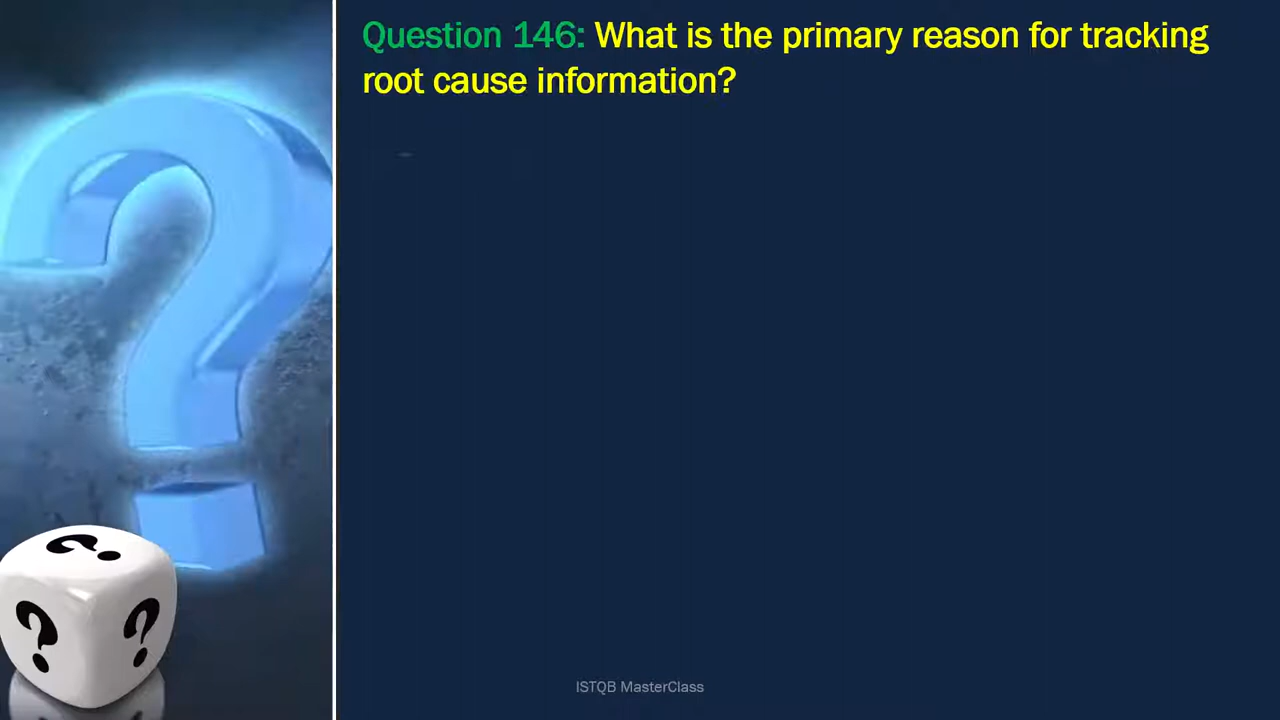 Question 146: What is the primary reason for tracking
root cause information?
ISTQB MasterClass